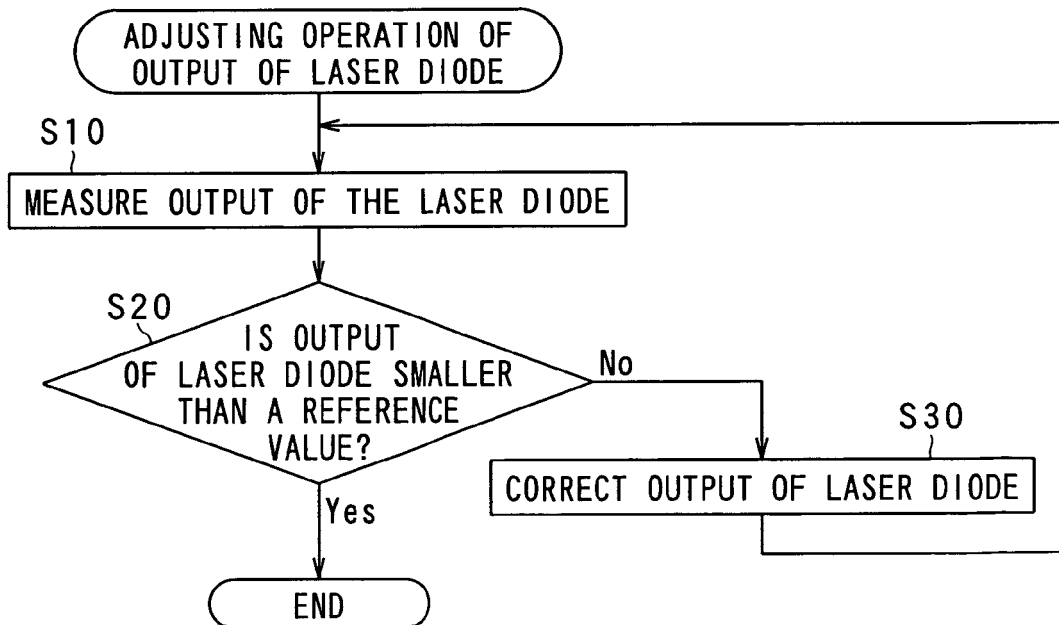 ADJUSTING OPERATION OF
OUTPUT OF LASER DIODE
S10
MEASURE OUTPUT OF THE LASER DIODE
S20
IS OUTPUT
OF LASER DIODE SMALLER
THAN A REFERENCE
VALUE?
No
S30
CORRECT OUTPUT OF LASER DIODE
Yes
END